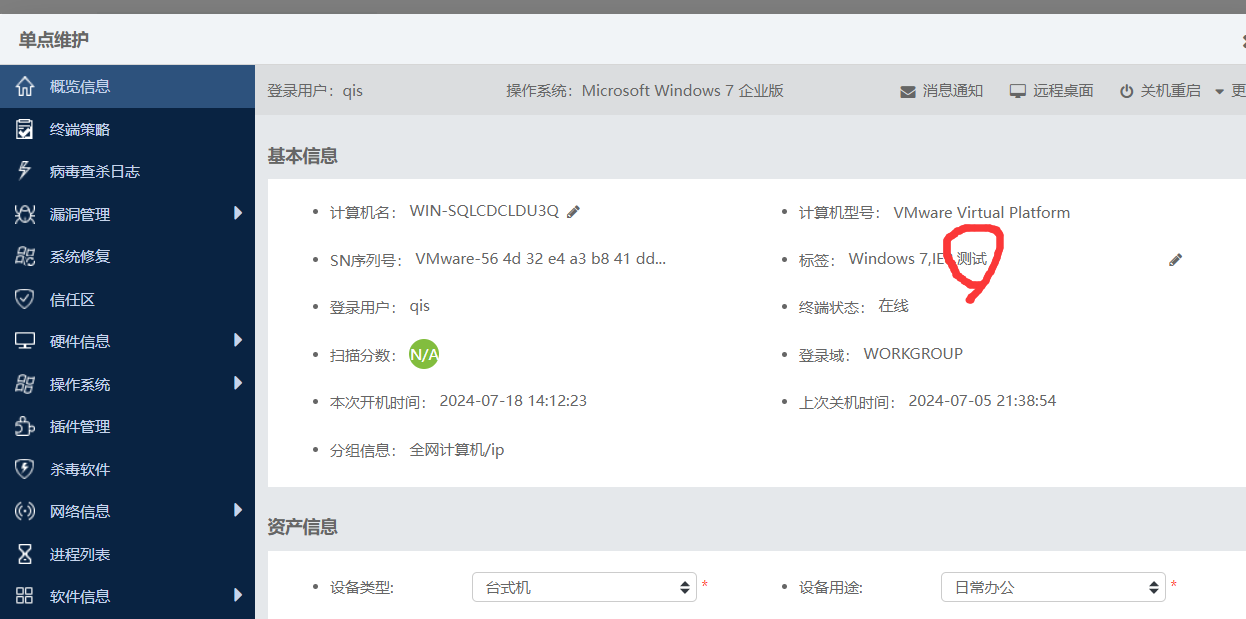 单点维护
概览信息
终端策略
病毒查杀日志
漏洞管理
系统修复
信任区
硬件信息
操作系统
插件管理
杀毒软件
网络信息
进程列表
软件信息
登录用户: qis 操作系统: Microsoft Windows 7 企业版 消息通知 远程桌面 关机重启
基本信息
计算机名: WIN-SQLCDCLDU3Q 计算机型号: VMware Virtual Platform
SN序列号: VMware-56 4d 32 e4 a3 b8 41 dd... 标签: Windows 7,IE 测试
登录用户: qis 终端状态: 在线
扫描分数: N/A 登录域: WORKGROUP
本次开机时间: 2024-07-18 14:12:23 上次关机时间: 2024-07-05 21:38:54
分组信息: 全网计算机/ip
资产信息
设备类型: 台式机 * 设备用途: 日常办公 *